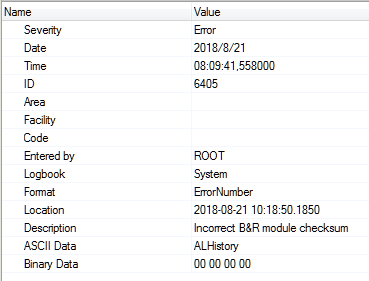 Name Value
Severity Error
Date 2018/8/21
Time 08:09:41,558000
ID 6405
Area
Facility
Code
Entered by ROOT
Logbook System
Format ErrorNumber
Location 2018-08-21 10:18:50.1850
Description Incorrect B&R module checksum
ASCII Data ALHistory
Binary Data 00 00 00 00